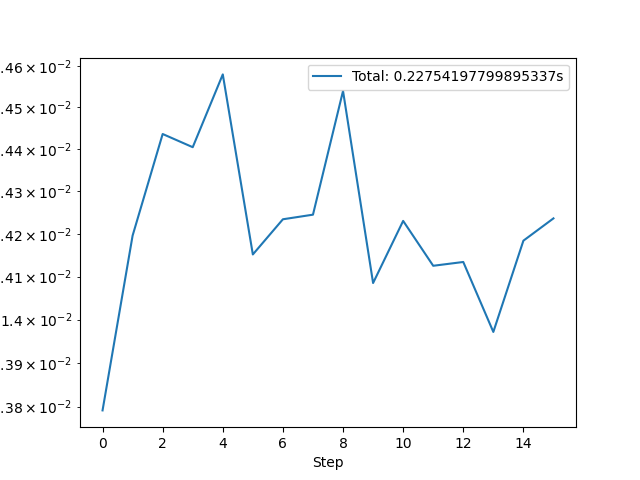 Total: 0.22754197799895337s
.46 × 10⁻²
.45 × 10⁻²
.44 × 10⁻²
.43 × 10⁻²
.42 × 10⁻²
.41 × 10⁻²
1.4 × 10⁻²
.39 × 10⁻²
.38 × 10⁻²
0 2 4 6 8 10 12 14
Step